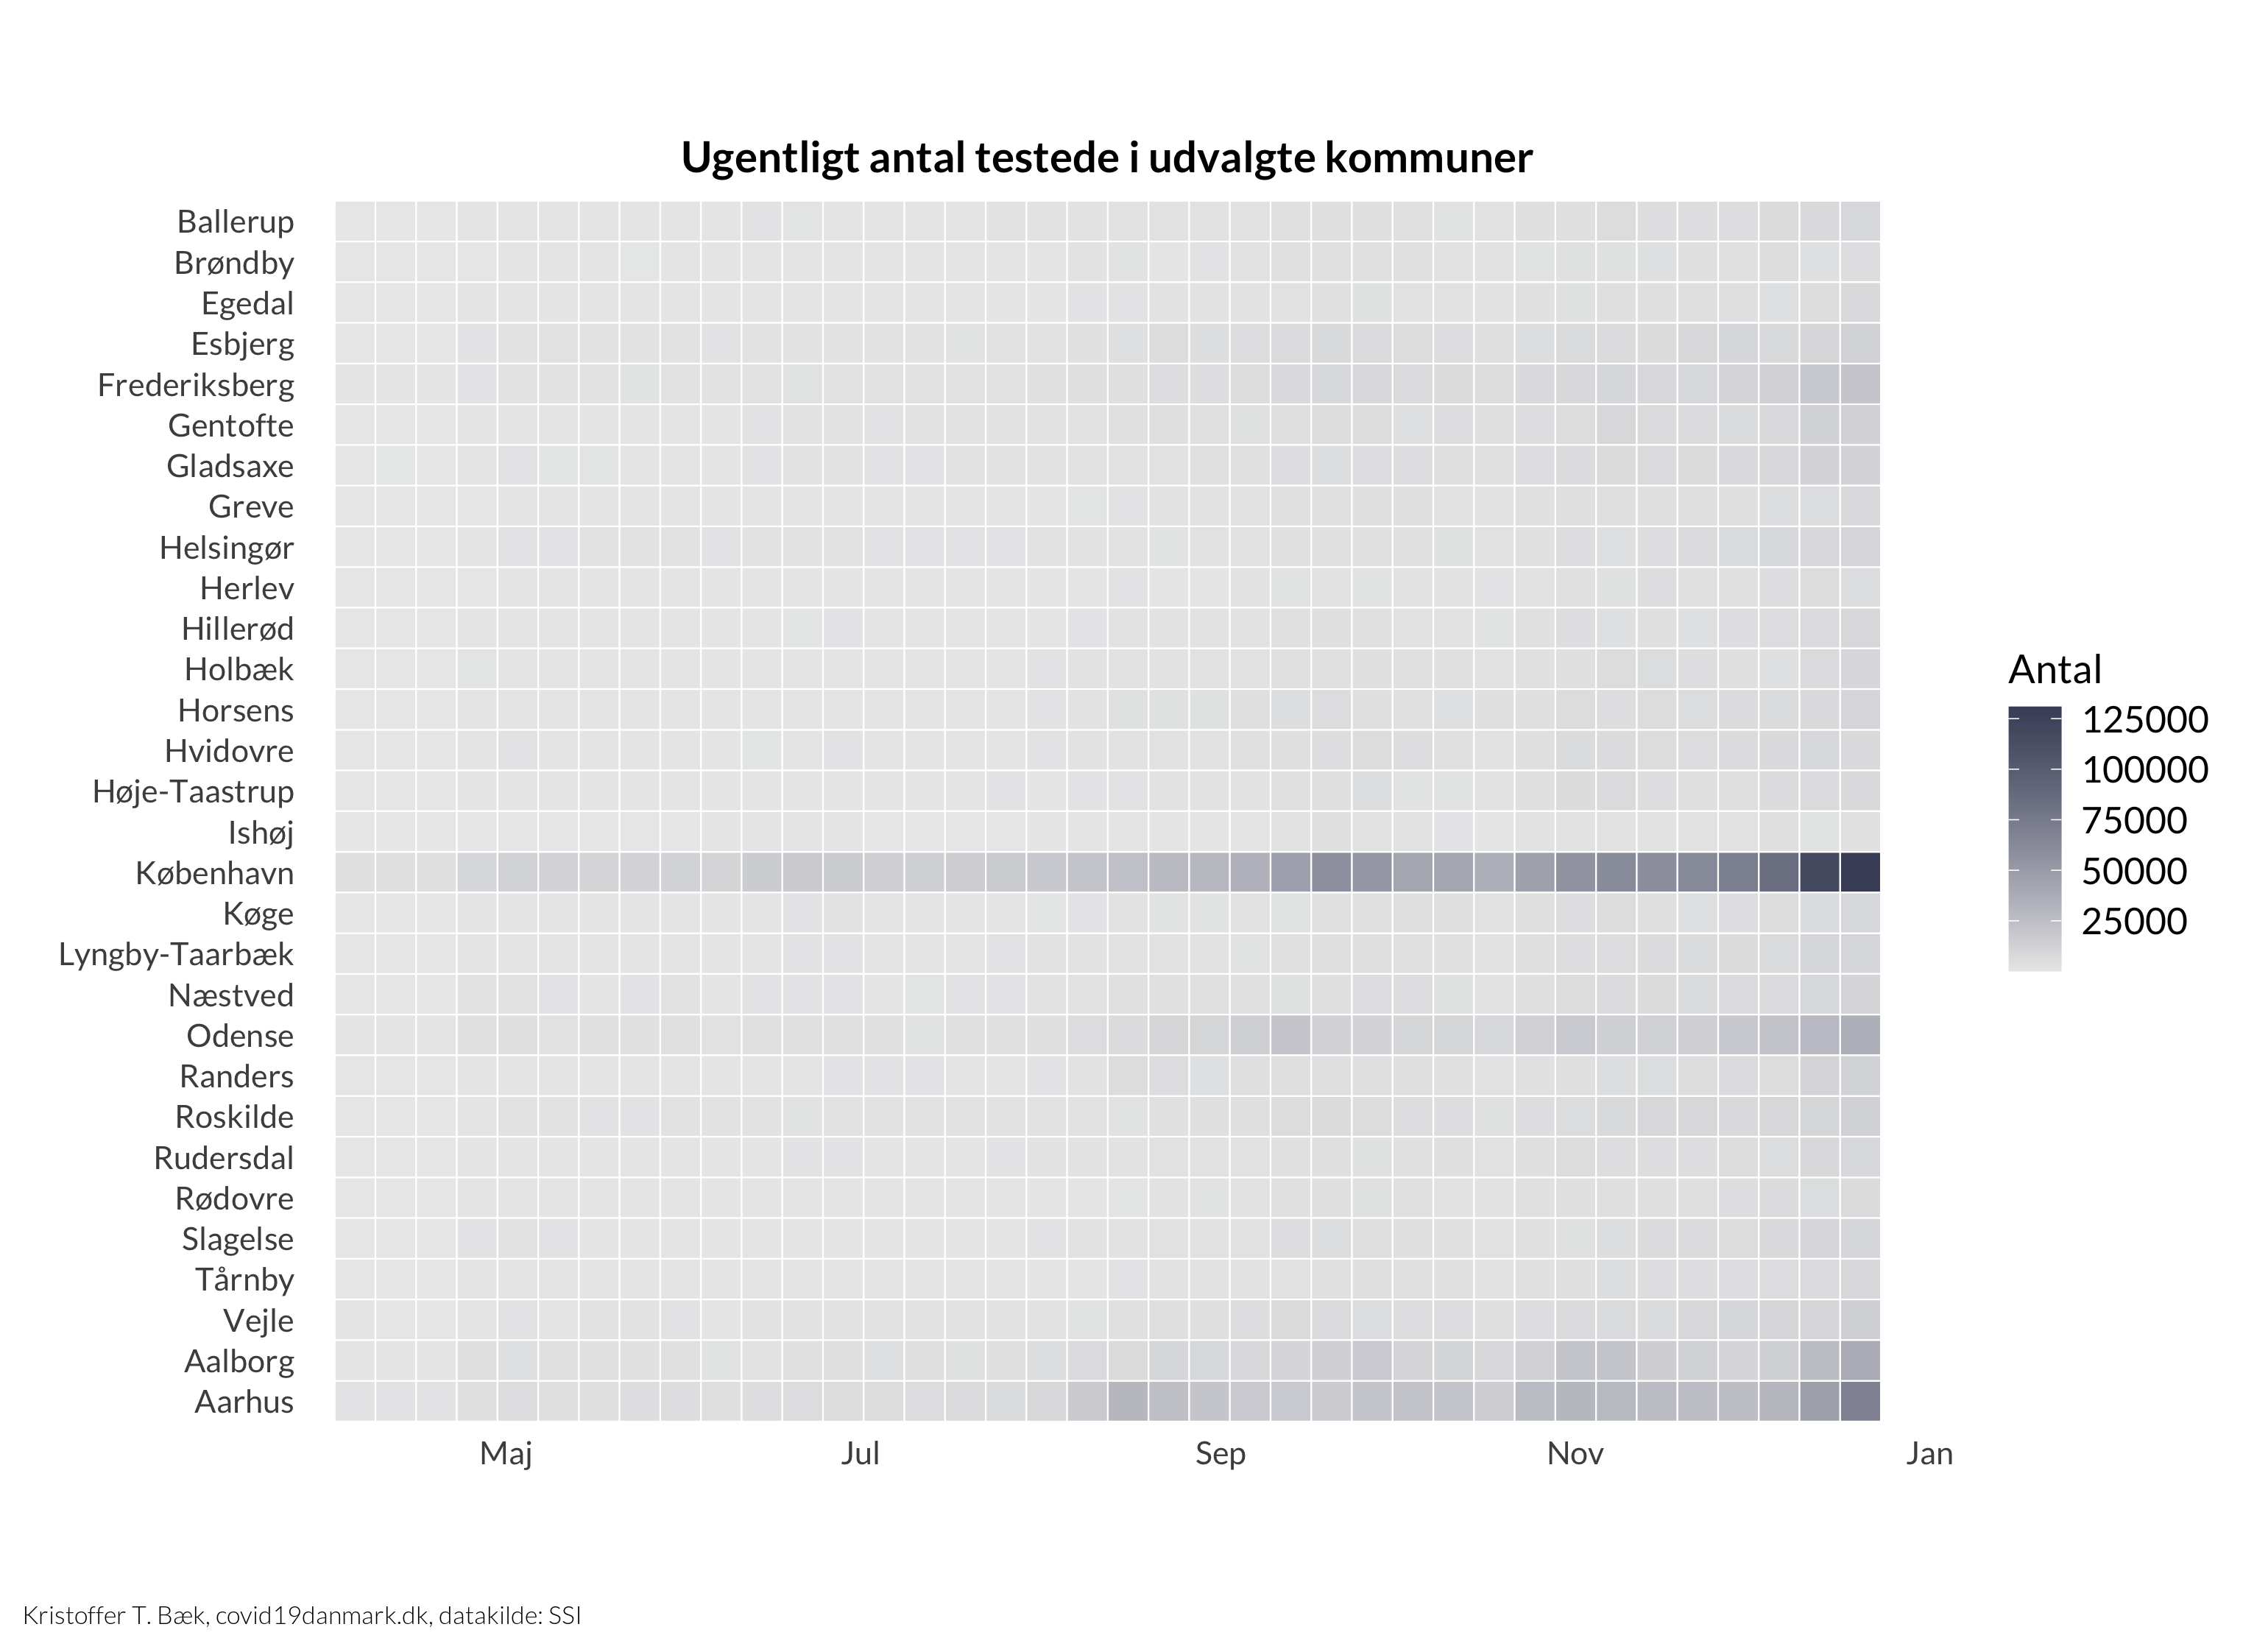 Ugentligt antal testede i udvalgte kommuner
Ballerup
Brøndby
Egedal
Esbjerg
Frederiksberg
Gentofte
Gladsaxe
Greve
Helsingør
Herlev
Hillerød
Holbæk
Horsens
Hvidovre
Høje-Taastrup
Ishøj
København
Køge
Lyngby-Taarbæk
Næstved
Odense
Randers
Roskilde
Rudersdal
Rødovre
Slagelse
Tårnby
Vejle
Aalborg
Aarhus
Maj Jul Sep Nov Jan
Antal
125000
100000
75000
50000
25000
Kristoffer T. Bæk, covid19danmark.dk, datakilde: SSI